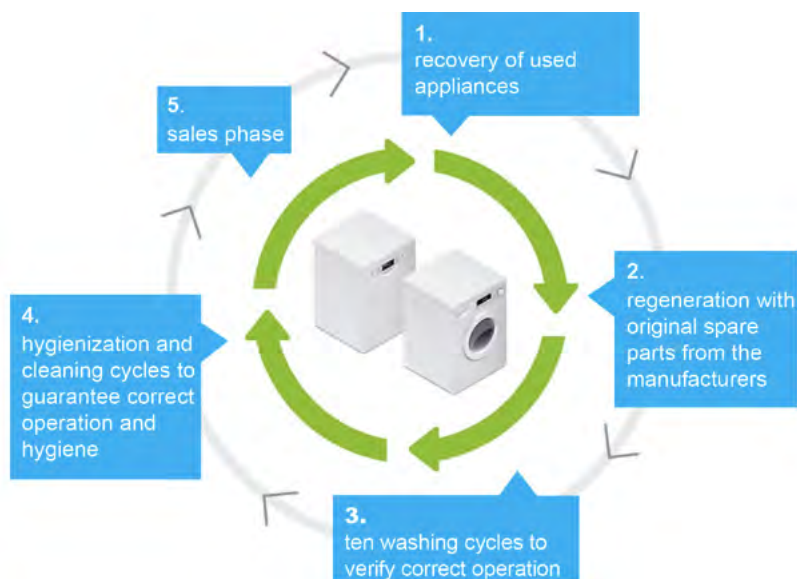 1.
recovery of used
appliances
2.
regeneration with
original spare
parts from the
manufacturers
3.
ten washing cycles to
verify correct operation
4.
hygienization and
cleaning cycles to
guarantee correct
operation and
hygiene
5.
sales phase